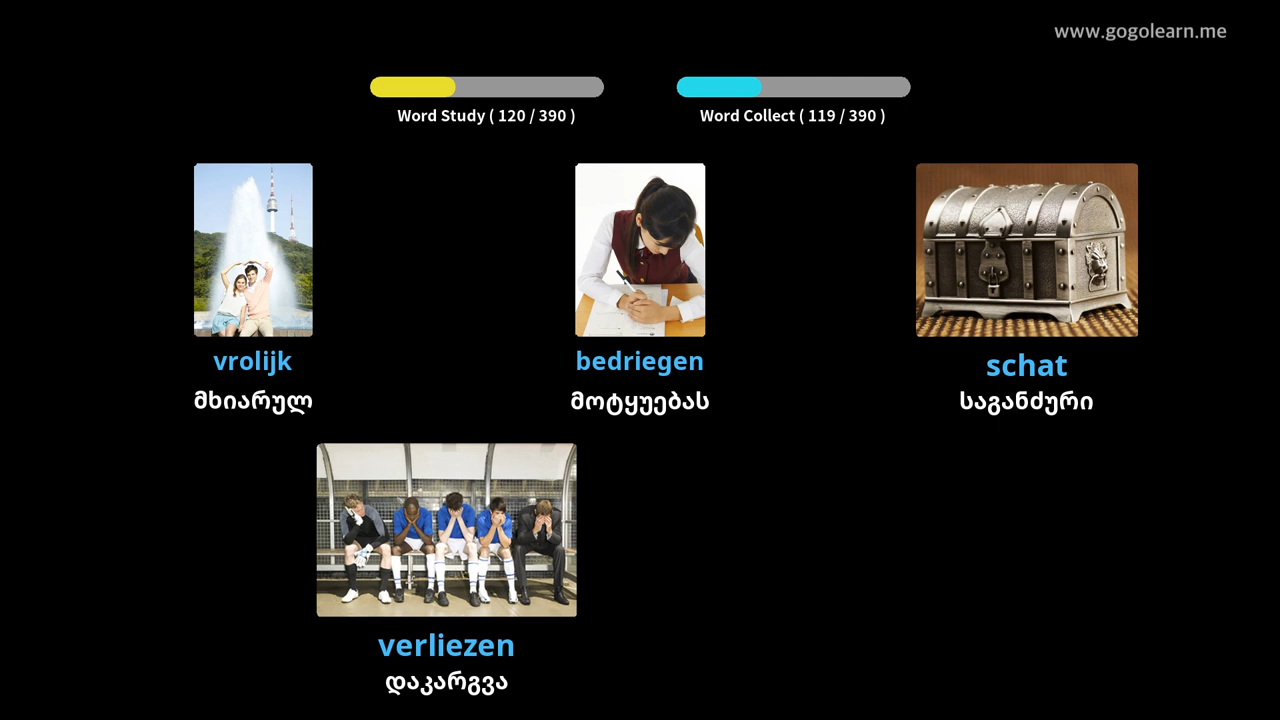 www.gogolearn.me
Word Study ( 120 / 390 )
Word Collect ( 119 / 390 )
vrolijk
bedriegen
schat
მხიარულ
მოტყუებას
საგანძური
verliezen
დაკარგვა